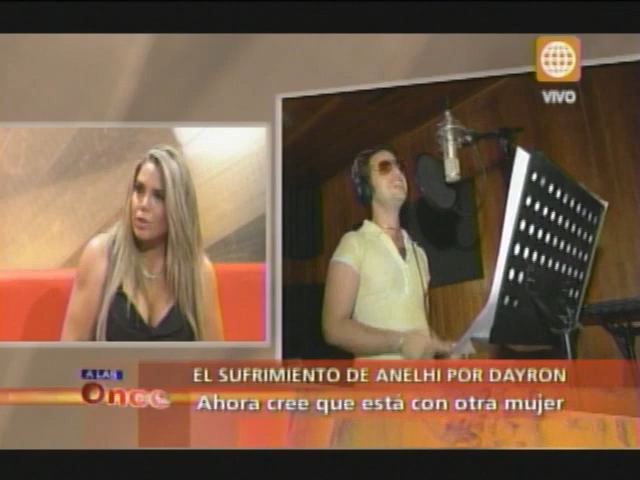 VIVO
A LAS
Once
EL SUFRIMIENTO DE ANELHI POR DAYRON
Ahora cree que está con otra mujer